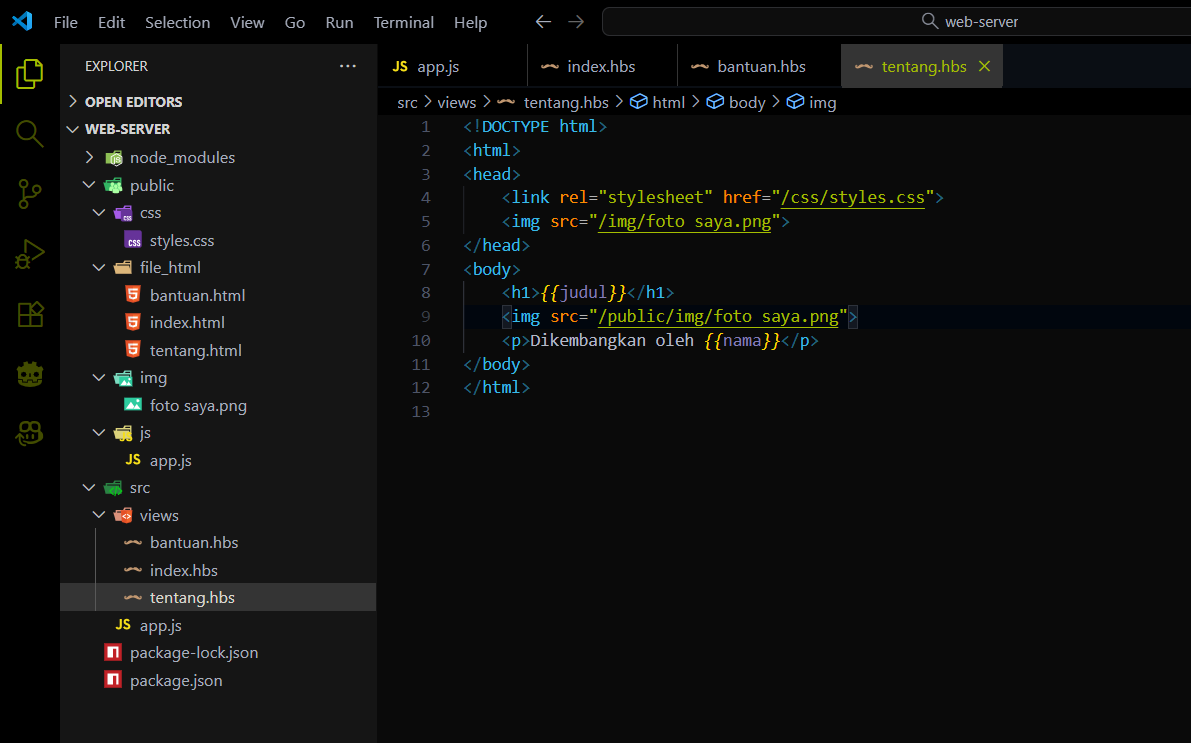 File Edit Selection View Go Run Terminal Help ← → web-server
EXPLORER ···
OPEN EDITORS
WEB-SERVER
node_modules
public
css
styles.css
file_html
bantuan.html
index.html
tentang.html
img
foto saya.png
js
JS app.js
src
views
bantuan.hbs
index.hbs
tentang.hbs
JS app.js
package-lock.json
package.json
JS app.js index.hbs bantuan.hbs tentang.hbs ×
src > views > tentang.hbs > html > body > img
1 <!DOCTYPE html>
2 <html>
3 <head>
4 <link rel="stylesheet" href="/css/styles.css">
5 <img src="/img/foto saya.png">
6 </head>
7 <body>
8 <h1>{{judul}}</h1>
9 <img src="/public/img/foto saya.png">
10 <p>Dikembangkan oleh {{nama}}</p>
11 </body>
12 </html>
13